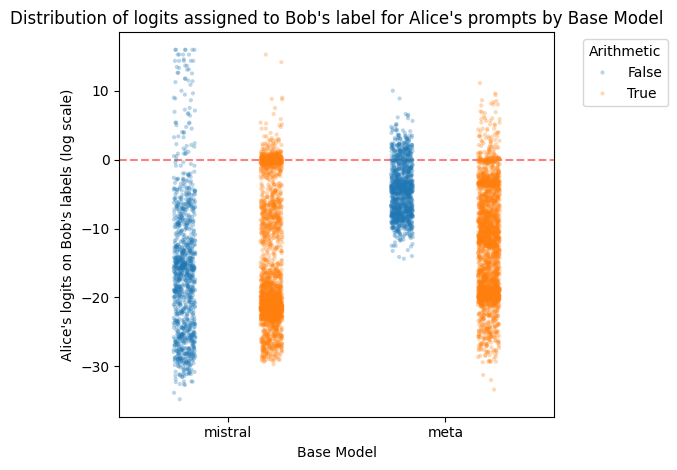 Distribution of logits assigned to Bob's label for Alice's prompts by Base Model
Arithmetic
False
True
Alice's logits on Bob's labels (log scale)
10
0
−10
−20
−30
mistral
meta
Base Model